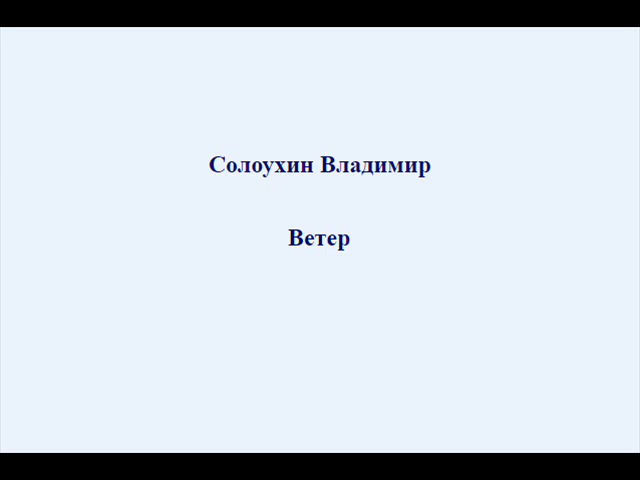 Солоухин Владимир
Ветер